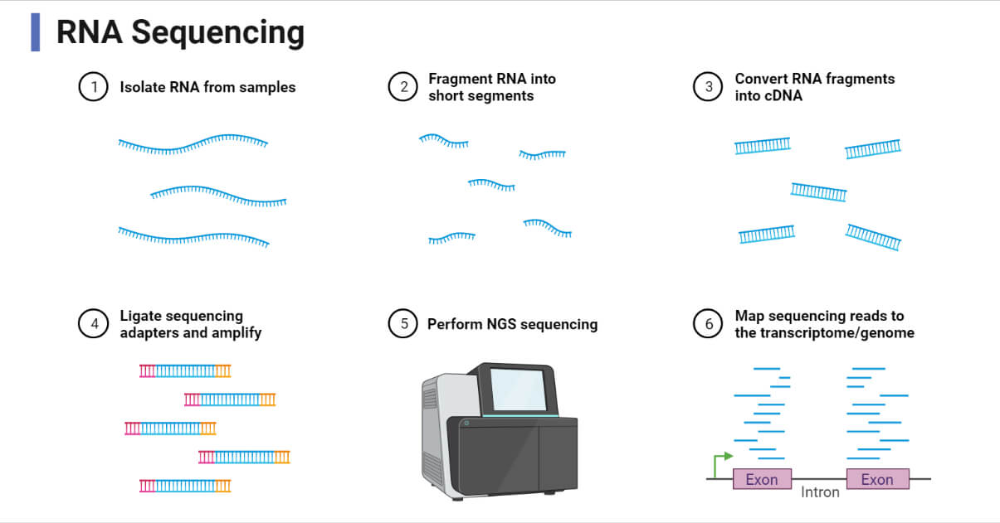 RNA Sequencing
1
Isolate RNA from samples
2
Fragment RNA into
short segments
3
Convert RNA fragments
into cDNA
4
Ligate sequencing
adapters and amplify
5
Perform NGS sequencing
6
Map sequencing reads to
the transcriptome/genome
Exon
Intron
Exon